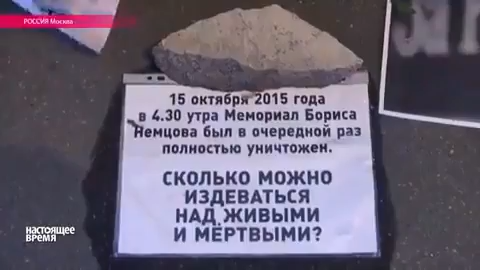 РОССИЯ Москва
15 октября 2015 года
в 4.30 утра Мемориал Бориса
Немцова был в очередной раз
полностью уничтожен.
СКОЛЬКО МОЖНО
ИЗДЕВАТЬСЯ
НАД ЖИВЫМИ
И МЁРТВЫМИ?
НАСТОЯЩЕЕ
ВРЕМЯ